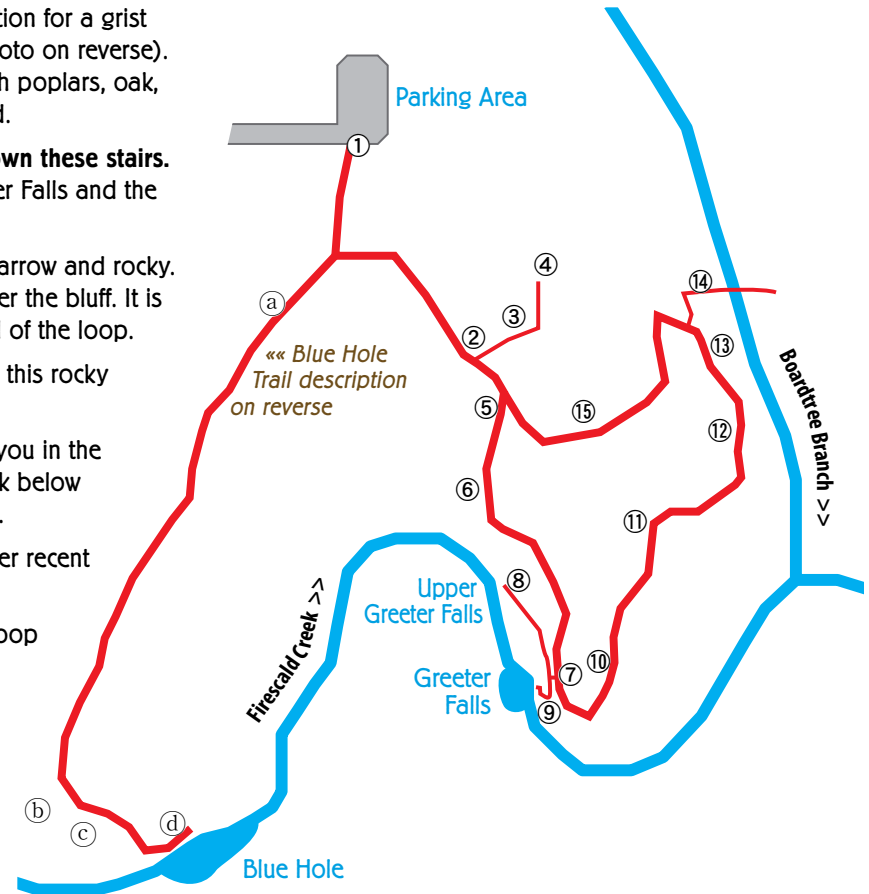 tion for a grist
oto on reverse).
h poplars, oak,
d.
own these stairs.
er Falls and the
arrow and rocky.
er the bluff. It is
of the loop.
this rocky
you in the
k below
.
er recent
oop
Parking Area
①
ⓐ
④
③
②
«« Blue Hole
Trail description
on reverse
⑤
⑥
⑮
⑭
⑬
⑫
⑪
Boardtree Branch >>
Upper
Greeter Falls
⑧
Firescald Creek >>
Greeter
Falls
⑦
⑩
⑨
ⓑ
ⓒ
ⓓ
Blue Hole